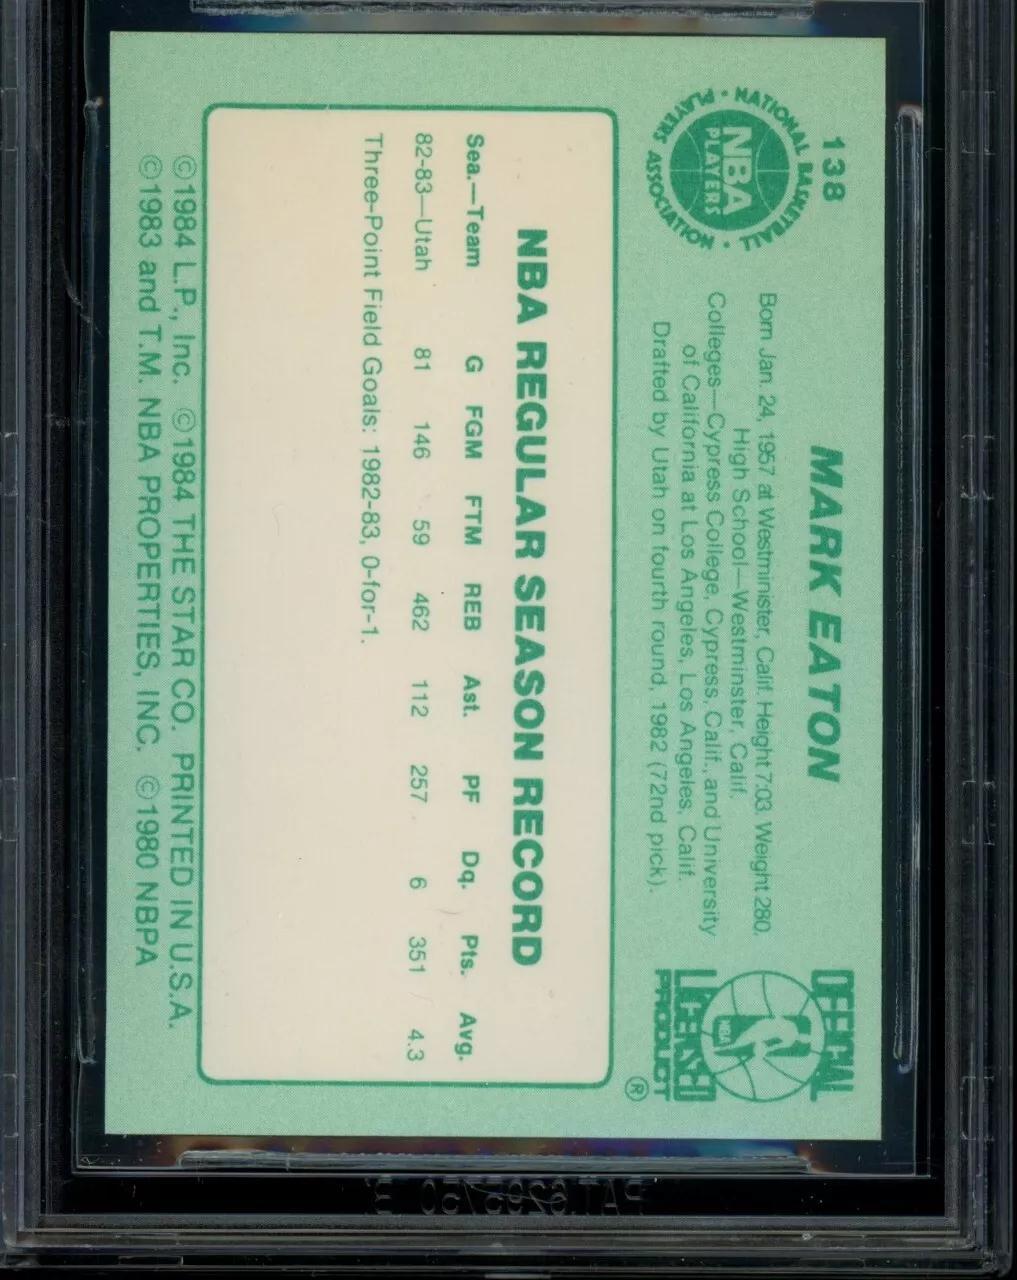 138
NATIONAL BASKETBALL
PLAYERS
ASSOCIATION
NBA
PLAYERS
MARK EATON
Born Jan. 24, 1957 at Westminister, Calif. Height 7:03. Weight 280.
High School—Westminster, Calif.
Colleges—Cypress College, Cypress, Calif., and University
of California at Los Angeles, Los Angeles, Calif.
Drafted by Utah on fourth round, 1982 (72nd pick).
OFFICIAL
NBA
LICENSED
PRODUCT
®
NBA REGULAR SEASON RECORD
Sea.—Team G FGM FTM REB Ast. PF Dq. Pts. Avg.
82-83—Utah 81 146 59 462 112 257 6 351 4.3
Three-Point Field Goals: 1982-83, 0-for-1.
©1984 L.P., Inc. ©1984 THE STAR CO. PRINTED IN U.S.A.
©1983 and T.M. NBA PROPERTIES, INC. ©1980 NBPA